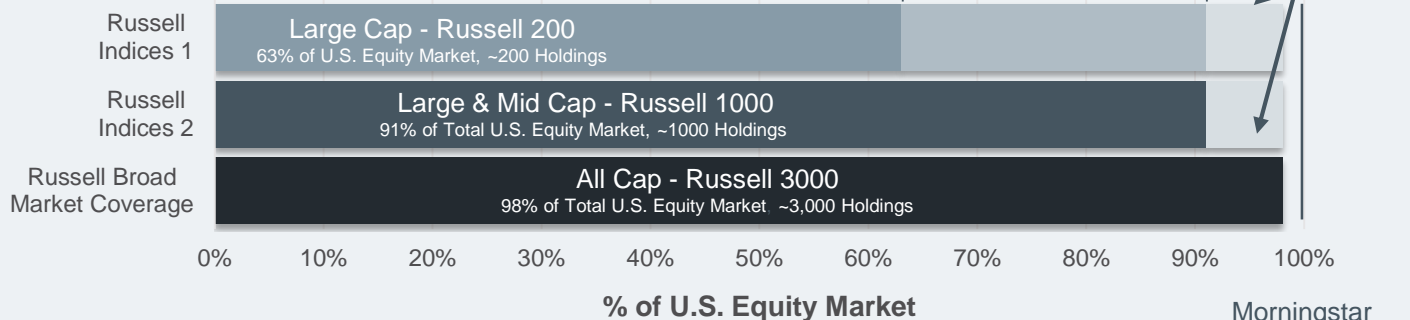 Russell
Indices 1
Large Cap - Russell 200
63% of U.S. Equity Market, ~200 Holdings
Russell
Indices 2
Large & Mid Cap - Russell 1000
91% of Total U.S. Equity Market, ~1000 Holdings
Russell Broad
Market Coverage
All Cap - Russell 3000
98% of Total U.S. Equity Market ~3,000 Holdings
0% 10% 20% 30% 40% 50% 60% 70% 80% 90% 100%
% of U.S. Equity Market
Morningstar